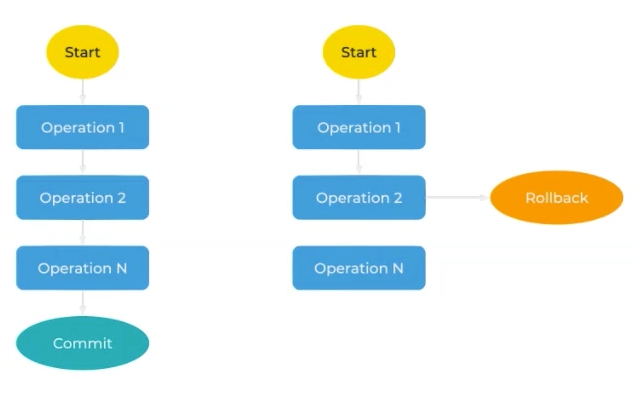 Start
Operation 1
Operation 2
Operation N
Commit
Start
Operation 1
Operation 2
Rollback
Operation N